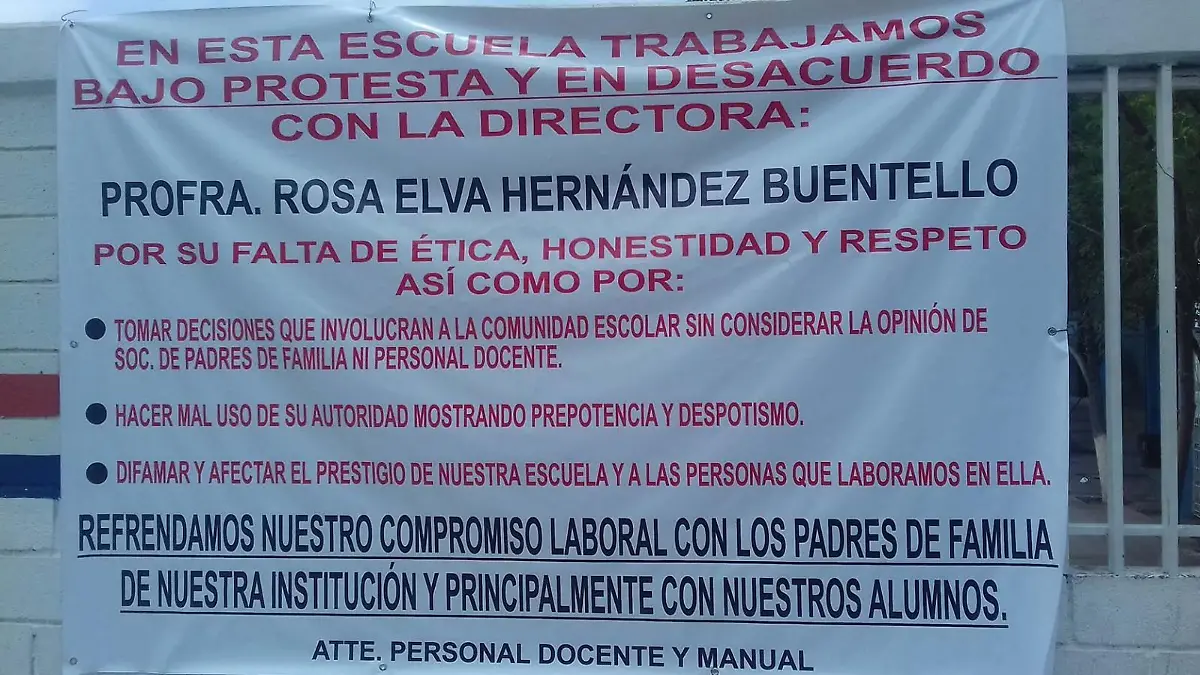 EN ESTA ESCUELA TRABAJAMOS
BAJO PROTESTA Y EN DESACUERDO
CON LA DIRECTORA:
PROFRA. ROSA ELVA HERNÁNDEZ BUENTELLO
POR SU FALTA DE ÉTICA, HONESTIDAD Y RESPETO
ASÍ COMO POR:
● TOMAR DECISIONES QUE INVOLUCRAN A LA COMUNIDAD ESCOLAR SIN CONSIDERAR LA OPINIÓN DE
SOC. DE PADRES DE FAMILIA NI PERSONAL DOCENTE.
● HACER MAL USO DE SU AUTORIDAD MOSTRANDO PREPOTENCIA Y DESPOTISMO.
● DIFAMAR Y AFECTAR EL PRESTIGIO DE NUESTRA ESCUELA Y A LAS PERSONAS QUE LABORAMOS EN ELLA.
REFRENDAMOS NUESTRO COMPROMISO LABORAL CON LOS PADRES DE FAMILIA
DE NUESTRA INSTITUCIÓN Y PRINCIPALMENTE CON NUESTROS ALUMNOS.
ATTE. PERSONAL DOCENTE Y MANUAL